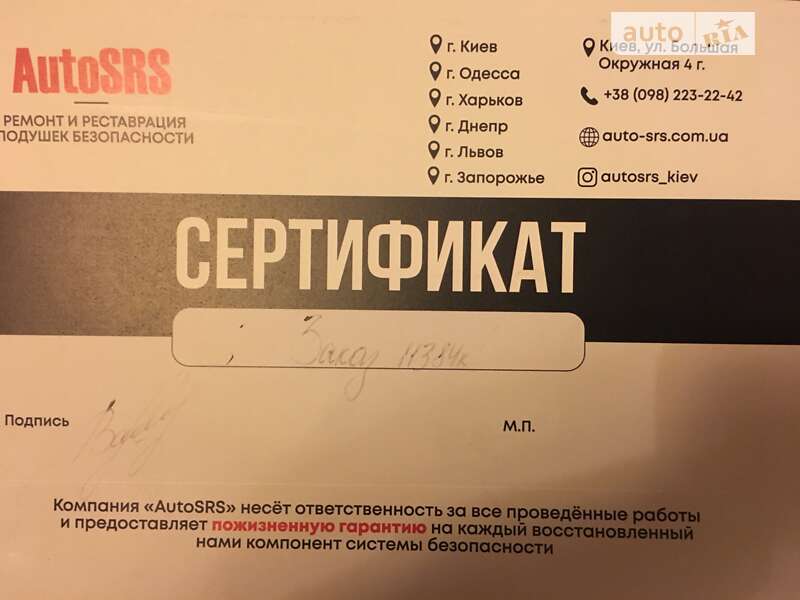 AutoSRS
РЕМОНТ И РЕСТАВРАЦИЯ
ПОДУШЕК БЕЗОПАСНОСТИ
г. Киев
г. Одесса
г. Харьков
г. Днепр
г. Львов
г. Запорожье
Киев, ул. Большая
Окружная 4 г.
+38 (098) 223-22-42
auto-srs.com.ua
autosrs_kiev
auto RIA
СЕРТИФИКАТ
Заказ 11384к
Подпись
М.П.
Компания «AutoSRS» несёт ответственность за все проведённые работы
и предоставляет пожизненную гарантию на каждый восстановленный
нами компонент системы безопасности